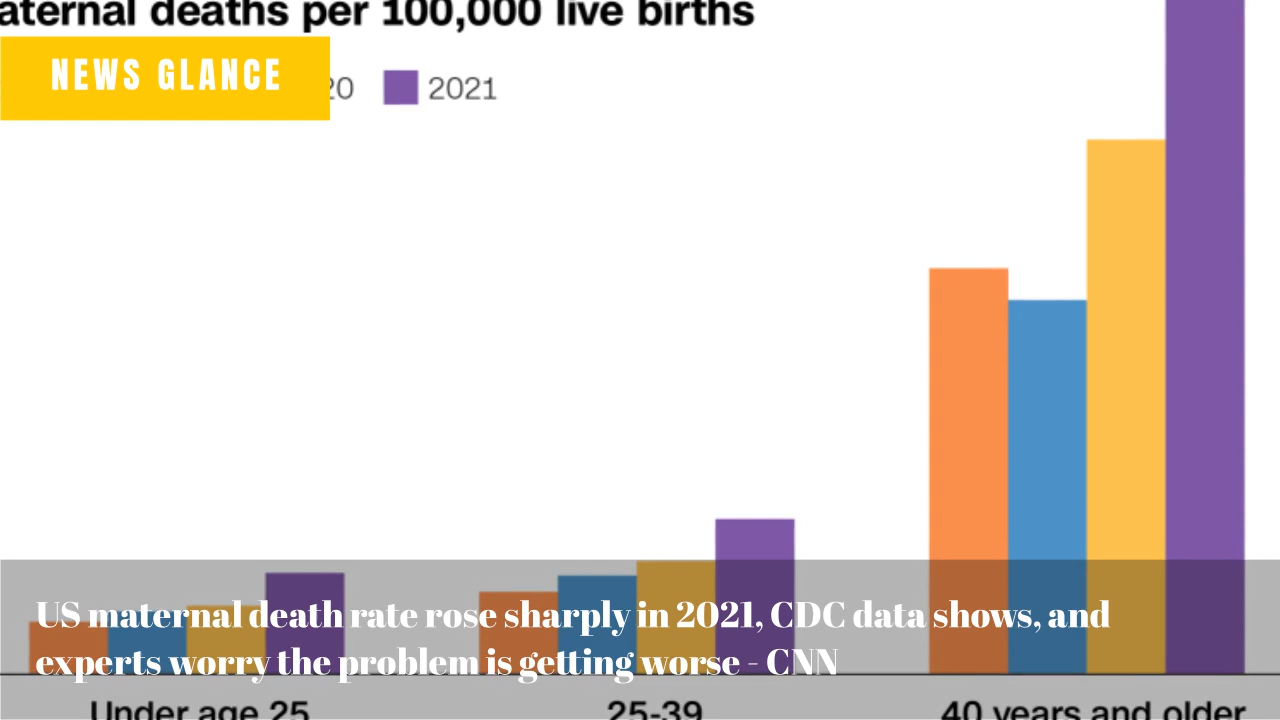 aternal deaths per 100,000 live births
NEWS GLANCE
20 2021
US maternal death rate rose sharply in 2021, CDC data shows, and
experts worry the problem is getting worse - CNN
Under age 25 25-39 40 years and older